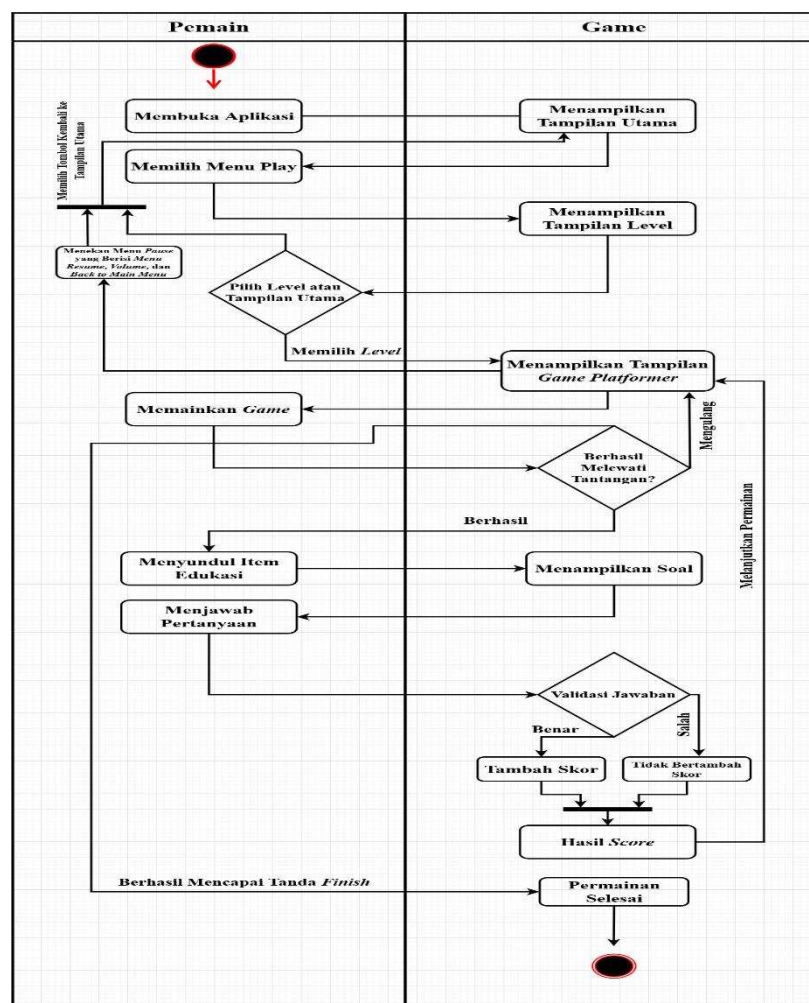 Pemain
Game
Membuka Aplikasi
Menampilkan
Tampilan Utama
Memilih Tombol Kembali ke
Tampilan Utama
Memilih Menu Play
Menampilkan
Tampilan Level
Menekan Menu Pause
yang Berisi Menu
Resume, Volume, dan
Back to Main Menu
Pilih Level atau
Tampilan Utama
Memilih Level
Menampilkan Tampilan
Game Platformer
Memainkan Game
Mengulang
Berhasil
Melewati
Tantangan?
Berhasil
Melanjutkan Permainan
Menyundul Item
Edukasi
Menampilkan Soal
Menjawab
Pertanyaan
Validasi Jawaban
Benar
Salah
Tambah Skor
Tidak Bertambah
Skor
Hasil Score
Berhasil Mencapai Tanda Finish
Permainan
Selesai